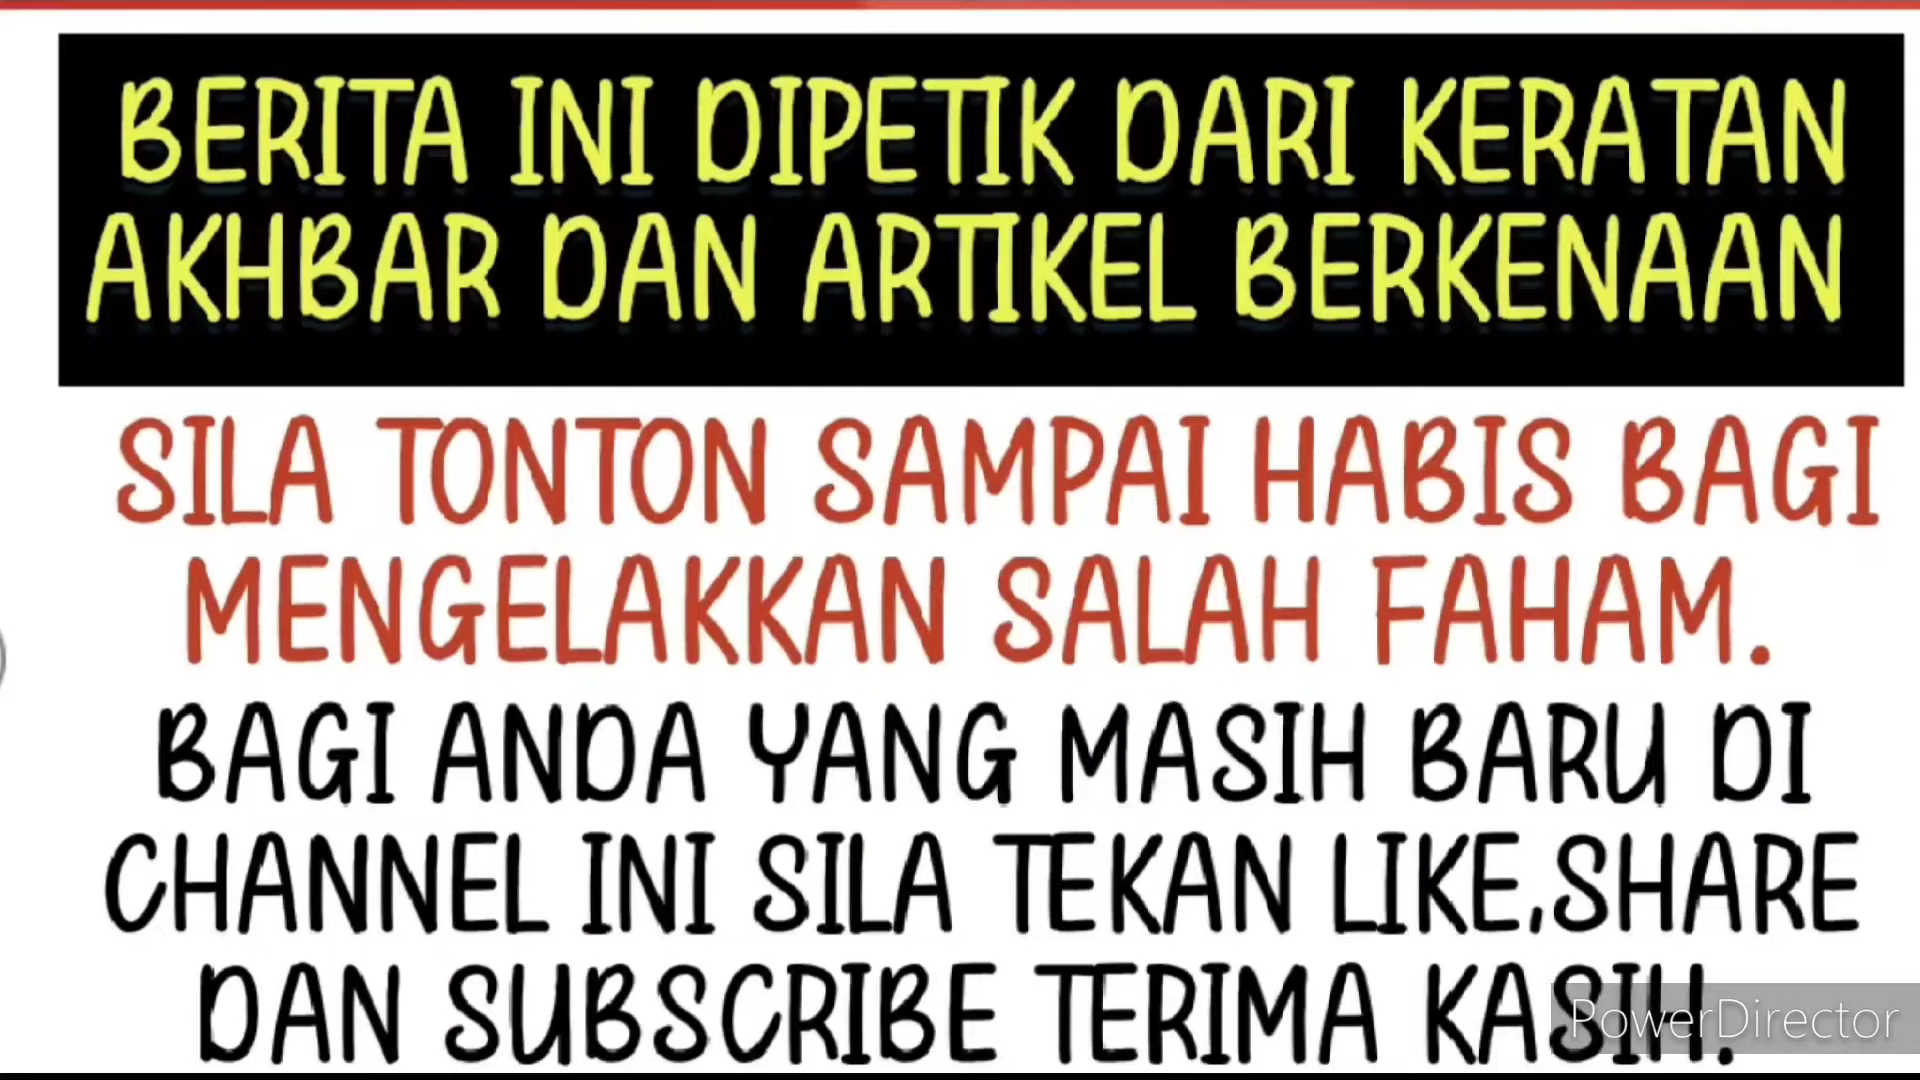 BERITA INI DIPETIK DARI KERATAN
AKHBAR DAN ARTIKEL BERKENAAN
SILA TONTON SAMPAI HABIS BAGI
MENGELAKKAN SALAH FAHAM.
BAGI ANDA YANG MASIH BARU DI
CHANNEL INI SILA TEKAN LIKE,SHARE
DAN SUBSCRIBE TERIMA KASIH.
PowerDirector